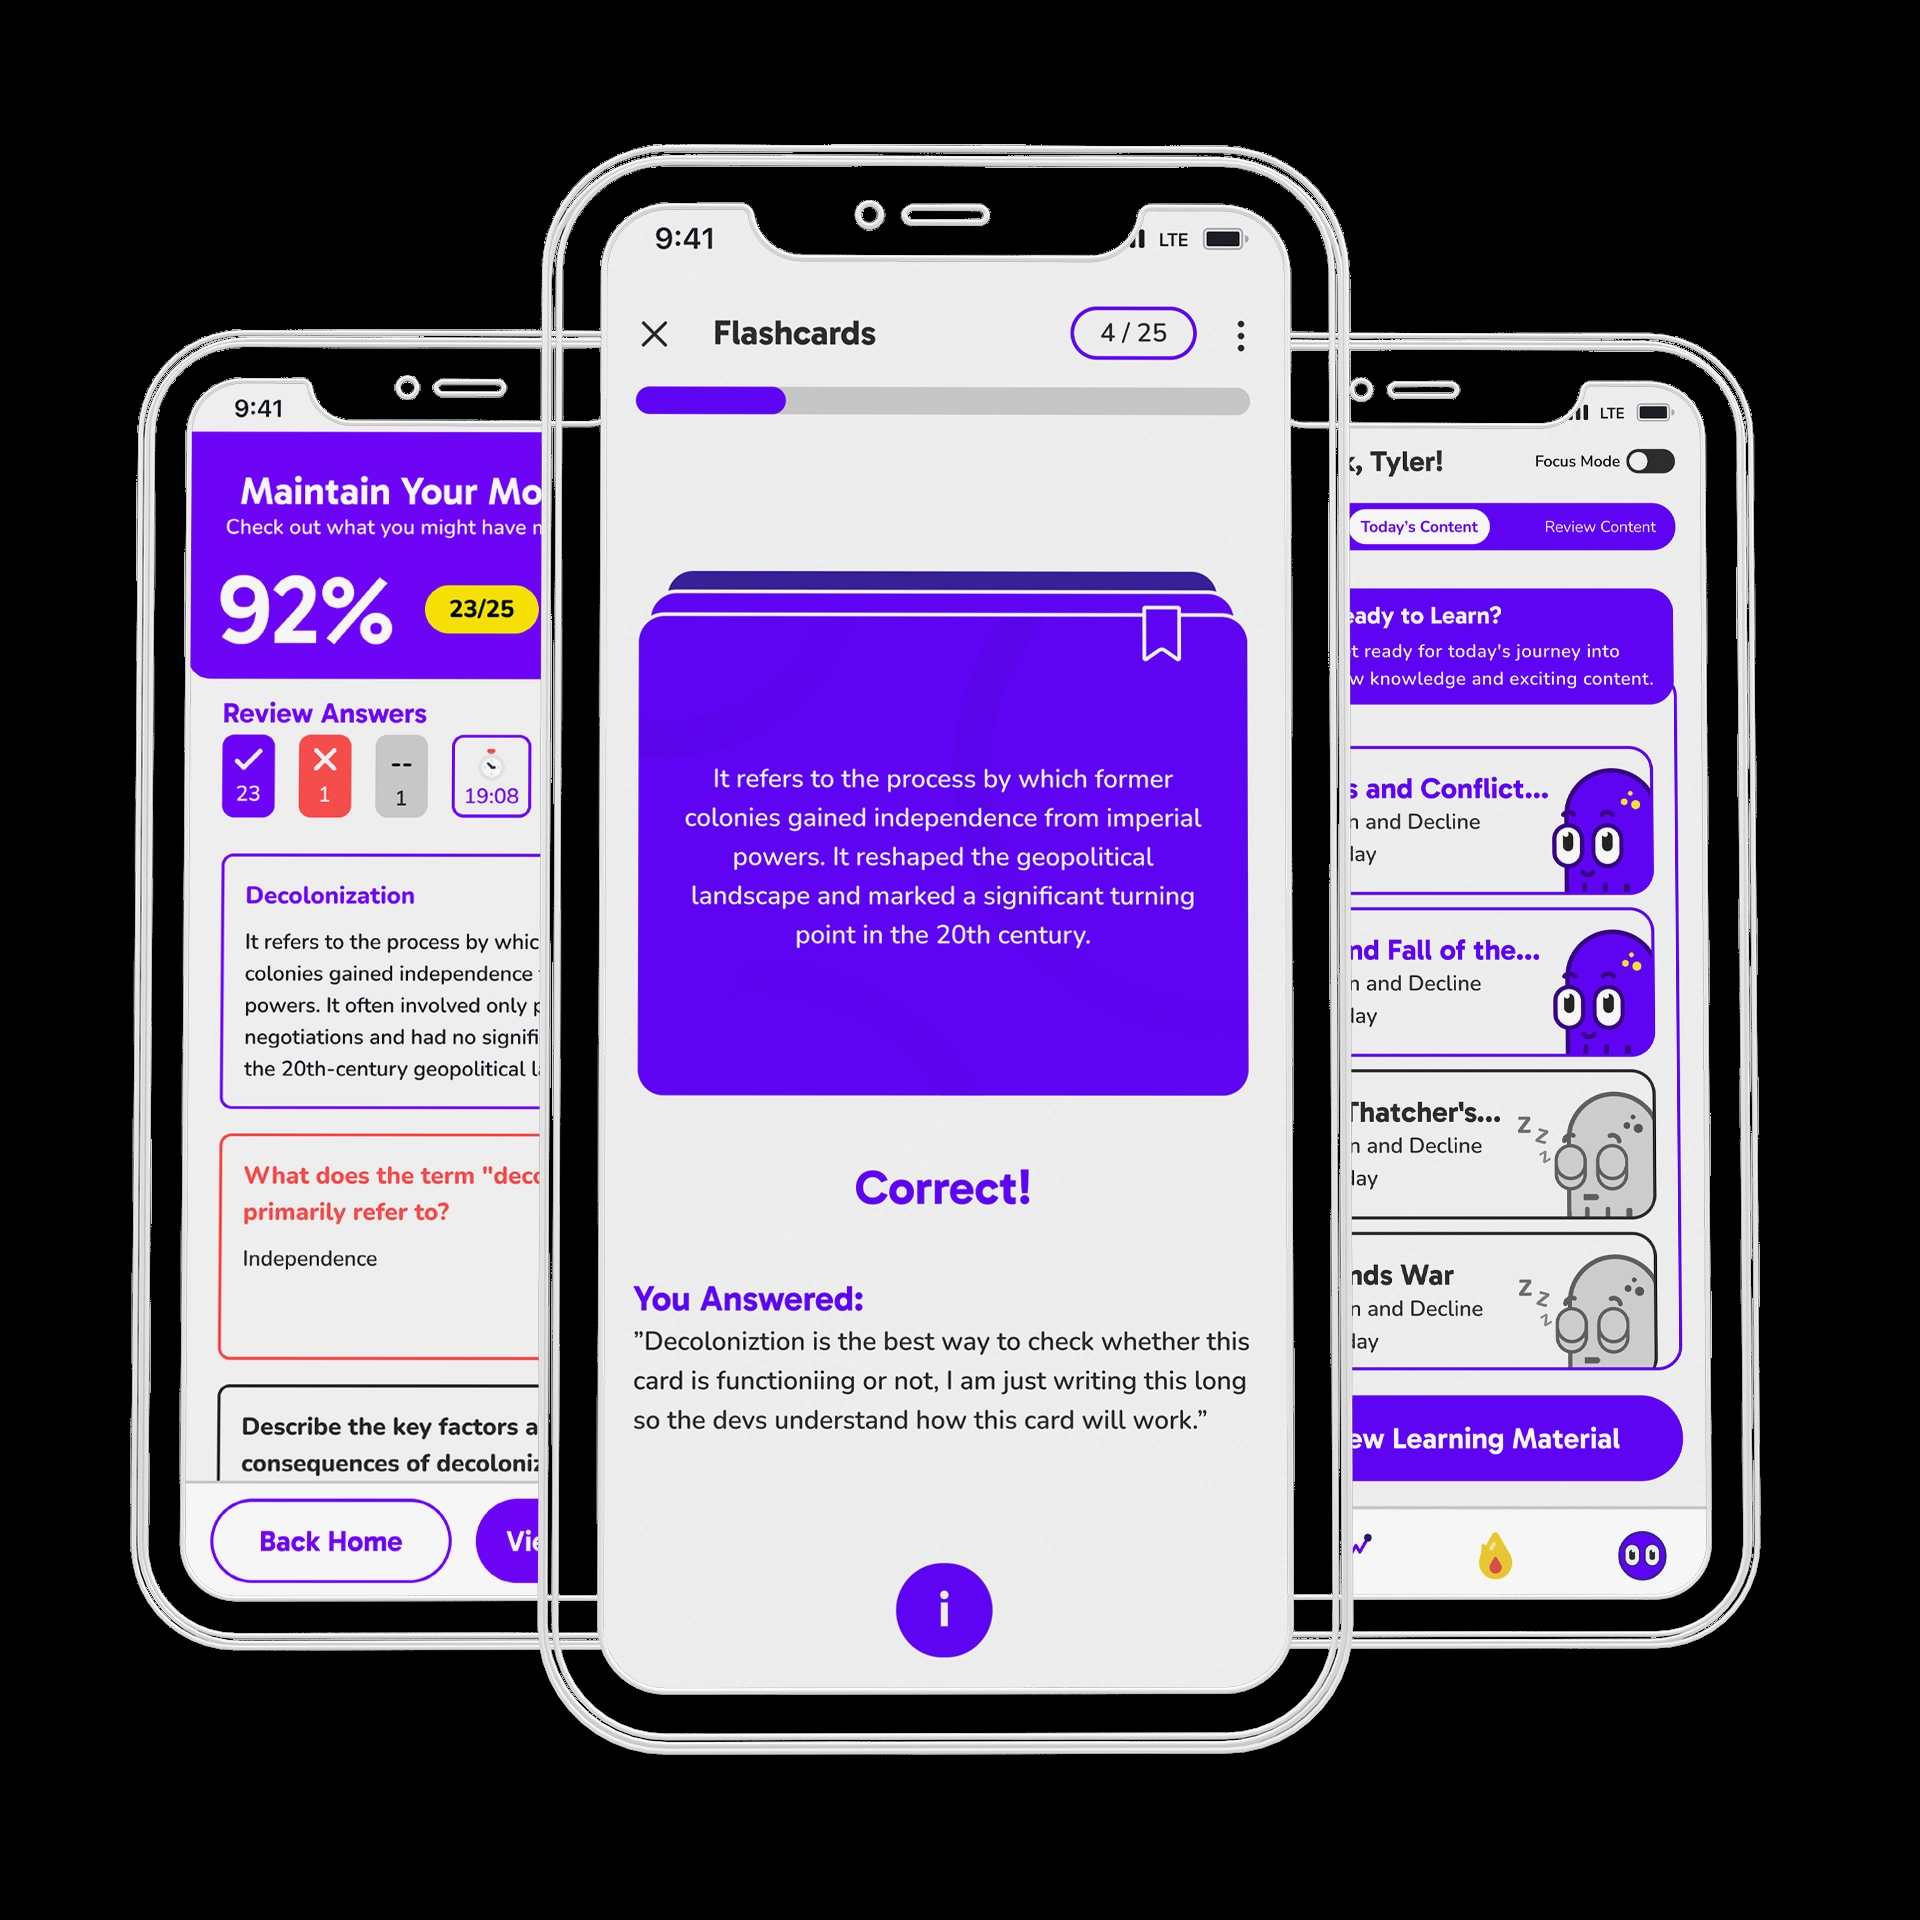 9:41
Maintain Your Mo
Check out what you might have
92%
23/25
Review Answers
23
1
--
1
19:08
Decolonization
It refers to the process by whic
colonies gained independence
powers. It often involved only p
negotiations and had no signifi
the 20th-century geopolitical l
What does the term "deco
primarily refer to?
Independence
Describe the key factors a
consequences of decoloniz
Back Home
Vie
9:41
LTE
Flashcards
4 / 25
It refers to the process by which former
colonies gained independence from imperial
powers. It reshaped the geopolitical
landscape and marked a significant turning
point in the 20th century.
Correct!
You Answered:
”Decoloniztion is the best way to check whether this
card is functioniing or not, I am just writing this long
so the devs understand how this card will work.”
i
LTE
k, Tyler!
Focus Mode
Today's Content
Review Content
eady to Learn?
et ready for today's journey into
w knowledge and exciting content.
s and Conflict...
n and Decline
day
nd Fall of the...
n and Decline
day
Thatcher's...
n and Decline
day
z z z
nds War
n and Decline
day
z z z
ew Learning Material